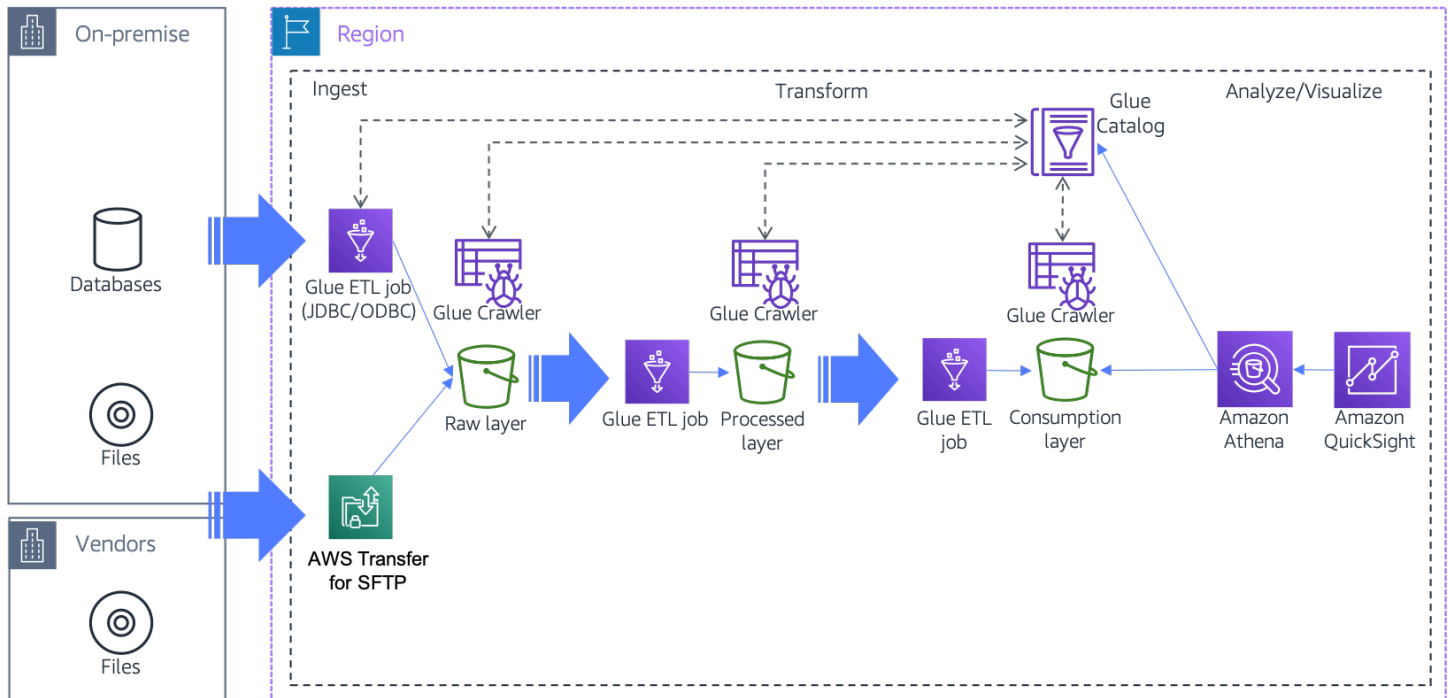 On-premise
Region
Ingest
Transform
Analyze/Visualize
Glue
Catalog
Databases
Glue ETL job
(JDBC/ODBC)
Glue Crawler
Glue Crawler
Glue Crawler
Raw layer
Glue ETL job
Processed
layer
Glue ETL
job
Consumption
layer
Amazon
Athena
Amazon
QuickSight
Files
Vendors
AWS Transfer
for SFTP
Files